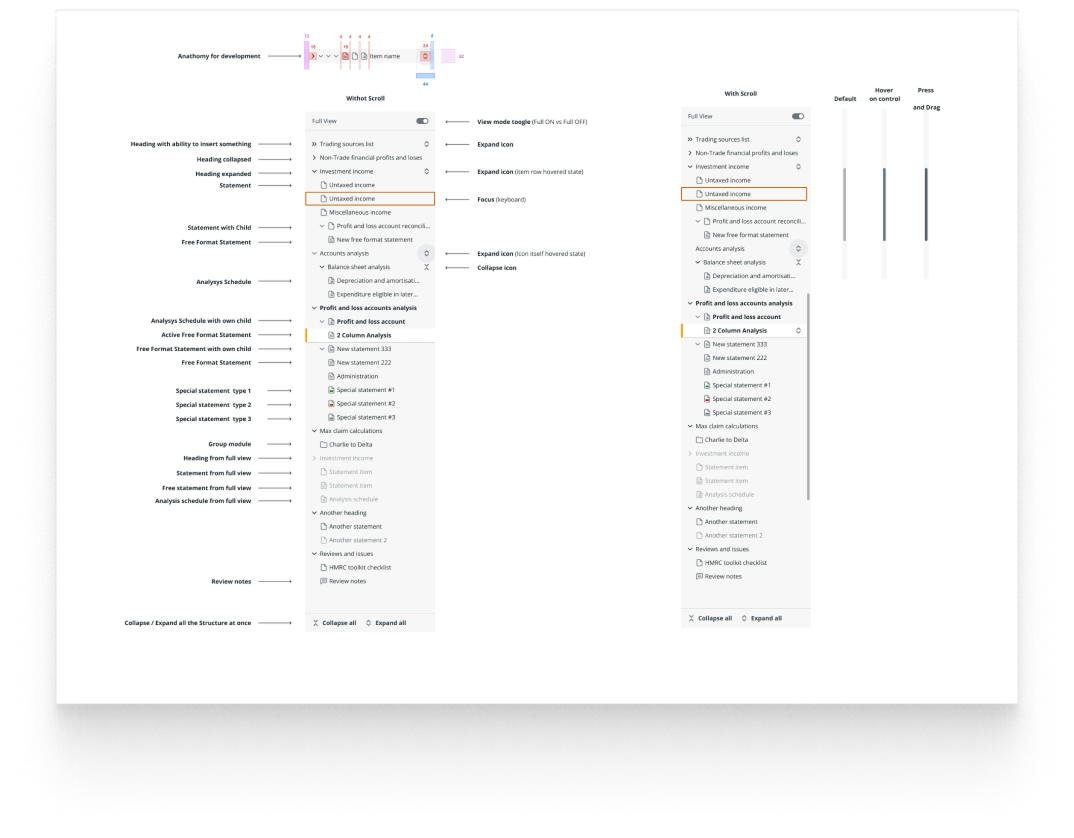 12
4 4 4 4
8
16
16
24
Anathomy for development
Item name
32
44
Withot Scroll
Full View
View mode toogle (Full ON vs Full OFF)
Heading with ability to insert something
Trading sources list
Expand icon
Heading collapsed
Non-Trade financial profits and loses
Heading expanded
Investment income
Expand icon (item row hovered state)
Statement
Untaxed income
Untaxed income
Focus (keyboard)
Miscellaneous income
Statement with Child
Profit and loss account reconcili...
Free Format Statement
New free format statement
Accounts analysis
Expand icon (Icon itself hovered state)
Balance sheet analysis
Collapse icon
Analysys Schedule
Depreciation and amortisati...
Expenditure eligible in later...
Profit and loss accounts analysis
Analysys Schedule with own child
Profit and loss account
Active Free Format Statement
2 Column Analysis
Free Format Statement with own child
New statement 333
Free Format Statement
New statement 222
Administration
Special statement type 1
Special statement #1
Special statement type 2
Special statement #2
Special statement type 3
Special statement #3
Max claim calculations
Group module
Charlie to Delta
Heading from full view
Investment income
Statement from full view
Statement item
Free statement from full view
Statement item
Analysis schedule from full view
Analysis schedule
Another heading
Another statement
Another statement 2
Reviews and issues
HMRC toolkit checklist
Review notes
Review notes
Collapse / Expand all the Structure at once
Collapse all Expand all
With Scroll
Full View
Trading sources list
Non-Trade financial profits and loses
Investment income
Untaxed income
Untaxed income
Miscellaneous income
Profit and loss account reconcili...
New free format statement
Accounts analysis
Balance sheet analysis
Depreciation and amortisati...
Expenditure eligible in later...
Profit and loss accounts analysis
Profit and loss account
2 Column Analysis
New statement 333
New statement 222
Administration
Special statement #1
Special statement #2
Special statement #3
Max claim calculations
Charlie to Delta
Investment income
Statement item
Statement item
Analysis schedule
Another heading
Another statement
Another statement 2
Reviews and issues
HMRC toolkit checklist
Review notes
Collapse all Expand all
Default
Hover
on control
Press
and Drag